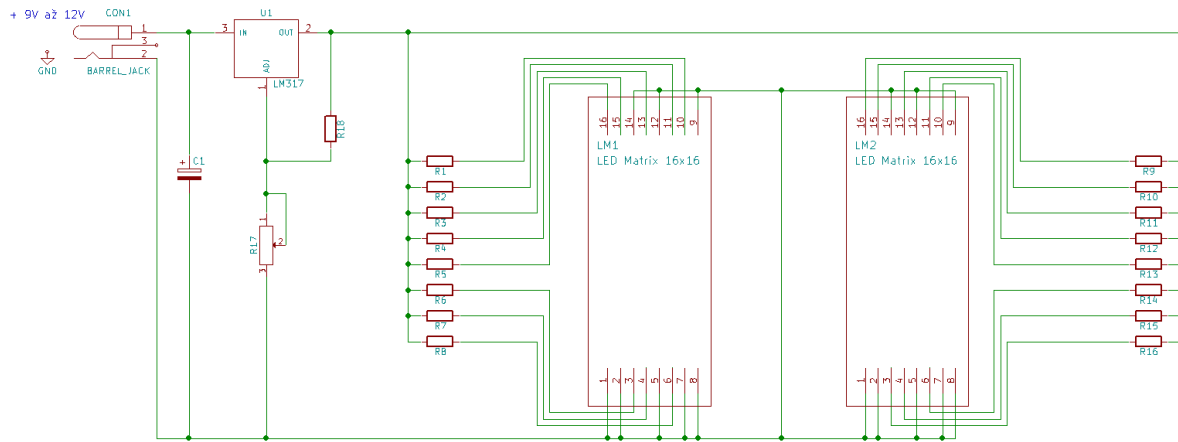 + 9V až 12V
CON1
1
3
2
GND
BARREL_JACK
U1
3
IN
OUT
2
ADJ
1
LM317
R18
+
C1
1
R17
2
3
R1
R2
R3
R4
R5
R6
R7
R8
16 15 14 13 12 11 10 9
LM1
LED Matrix 16x16
1 2 3 4 5 6 7 8
16 15 14 13 12 11 10 9
LM2
LED Matrix 16x16
1 2 3 4 5 6 7 8
R9
R10
R11
R12
R13
R14
R15
R16